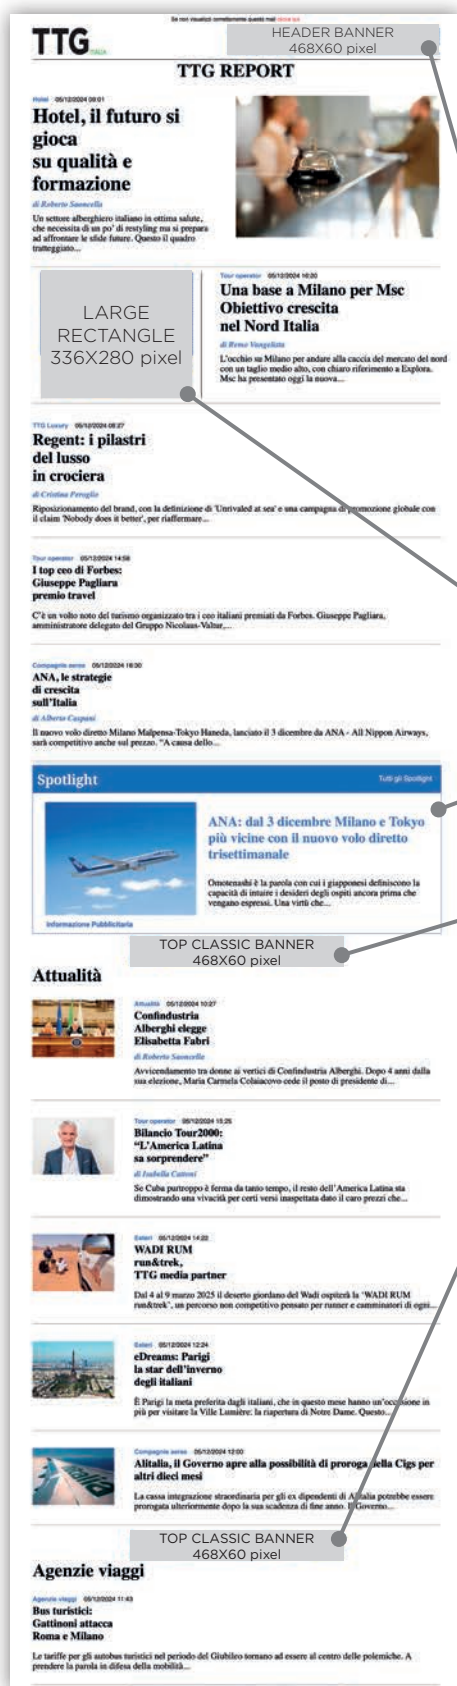 Se non visualizzi correttamente questa mail clicca qui
TTG
ITALIA
HEADER BANNER
468X60 pixel
TTG REPORT
Hotel 05/12/2024 09:01
Hotel, il futuro si
gioca
su qualità e
formazione
di Roberto Saoncella
Un settore alberghiero italiano in ottima salute,
che necessita di un po' di restyling ma si prepara
ad affrontare le sfide future. Questo il quadro
tratteggiato...
LARGE
RECTANGLE
336X280 pixel
Tour operator 05/12/2024 16:20
Una base a Milano per Msc
Obiettivo crescita
nel Nord Italia
di Remo Vangelista
L'occhio su Milano per andare alla caccia del mercato del nord
con un taglio medio alto, con chiaro riferimento a Explora.
Msc ha presentato oggi la nuova...
TTG Luxury 05/12/2024 08:27
Regent: i pilastri
del lusso
in crociera
di Cristina Peroglio
Riposizionamento del brand, con la definizione di 'Unrivaled at sea' e una campagna di promozione globale con
il claim 'Nobody does it better', per riaffermare...
Tour operator 05/12/2024 14:58
I top ceo di Forbes:
Giuseppe Pagliara
premio travel
C'è un volto noto del turismo organizzato tra i ceo italiani premiati da Forbes. Giuseppe Pagliara,
amministratore delegato del Gruppo Nicolaus-Valtur,...
Compagnie aeree 05/12/2024 16:30
ANA, le strategie
di crescita
sull'Italia
di Alberto Caspani
Il nuovo volo diretto Milano Malpensa-Tokyo Haneda, lanciato il 3 dicembre da ANA - All Nippon Airways,
sarà competitivo anche sul prezzo. "A causa dello...
Spotlight
Tutti gli Spotlight
ANA: dal 3 dicembre Milano e Tokyo
più vicine con il nuovo volo diretto
trisettimanale
Omotenashi è la parola con cui i giapponesi definiscono la
capacità di intuire i desideri degli ospiti ancora prima che
vengano espressi. Una virtù che...
Informazione Pubblicitaria
TOP CLASSIC BANNER
468X60 pixel
Attualità
Attualità 05/12/2024 10:27
Confindustria
Alberghi elegge
Elisabetta Fabri
di Roberto Saoncella
Avvicendamento tra donne ai vertici di Confindustria Alberghi. Dopo 4 anni dalla
sua elezione, Maria Carmela Colaiacovo cede il posto di presidente di...
Tour operator 05/12/2024 15:25
Bilancio Tour2000:
"L'America Latina
sa sorprendere"
di Isabella Cattoni
Se Cuba purtroppo è ferma da tanto tempo, il resto dell'America Latina sta
dimostrando una vivacità per certi versi inaspettata dato il caro prezzi che...
Esteri 05/12/2024 14:22
WADI RUM
run&trek,
TTG media partner
Dal 4 al 9 marzo 2025 il deserto giordano del Wadi ospiterà la 'WADI RUM
run&trek', un percorso non competitivo pensato per runner e camminatori di ogni...
Esteri 05/12/2024 12:24
eDreams: Parigi
la star dell'inverno
degli italiani
È Parigi la meta preferita dagli italiani, che in questo mese hanno un'occasione in
più per visitare la Ville Lumière: la riapertura di Notre Dame. Questo...
Compagnie aeree 05/12/2024 12:00
Alitalia, il Governo apre alla possibilità di proroga della Cigs per
altri dieci mesi
La cassa integrazione straordinaria per gli ex dipendenti di Alitalia potrebbe essere
prorogata ulteriormente dopo la sua scadenza di fine anno. Il Governo...
TOP CLASSIC BANNER
468X60 pixel
Agenzie viaggi
Agenzie viaggi 05/12/2024 11:43
Bus turistici:
Gattinoni attacca
Roma e Milano
Le tariffe per gli autobus turistici nel periodo del Giubileo tornano ad essere al centro delle polemiche. A
prendere la parola in difesa della mobilità...